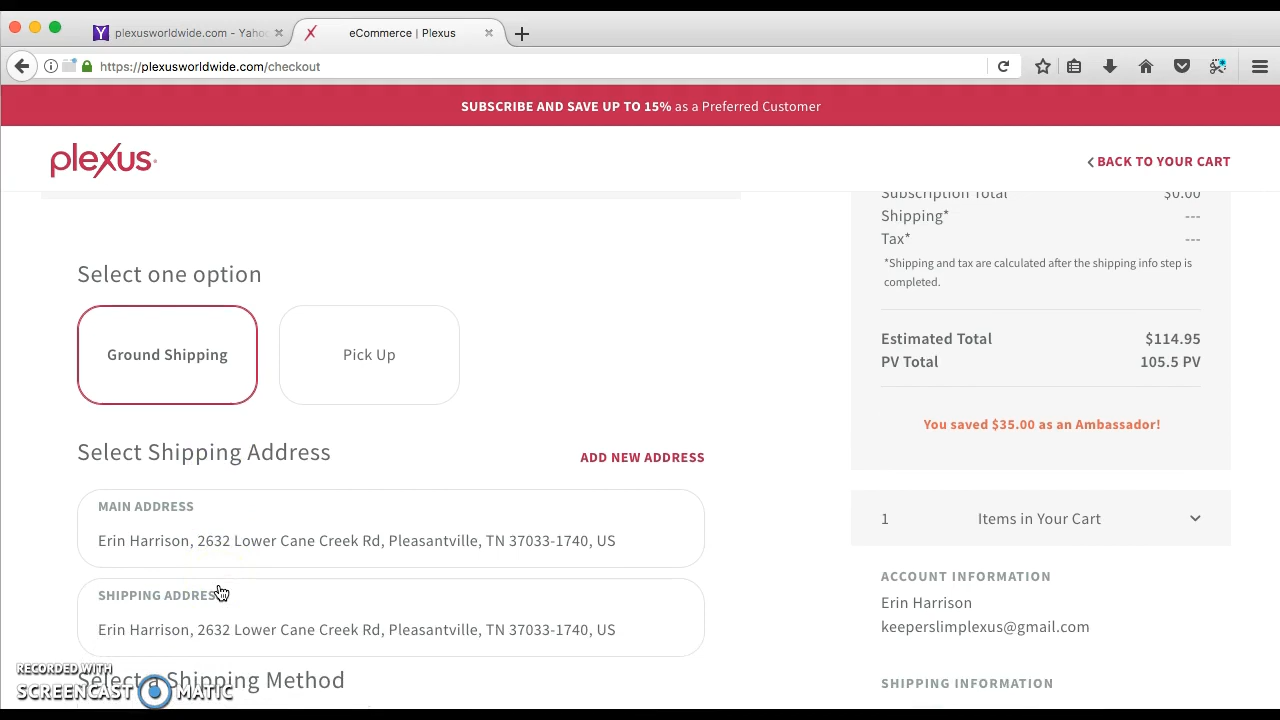 plexusworldwide.com - Yahoo
eCommerce | Plexus
https://plexusworldwide.com/checkout
SUBSCRIBE AND SAVE UP TO 15% as a Preferred Customer
plexus
BACK TO YOUR CART
Subscription Total $0.00
Shipping* ---
Tax* ---
*Shipping and tax are calculated after the shipping info step is
completed.
Estimated Total $114.95
PV Total 105.5 PV
You saved $35.00 as an Ambassador!
1 Items in Your Cart
ACCOUNT INFORMATION
Erin Harrison
keeperslimplexus@gmail.com
SHIPPING INFORMATION
Select one option
Ground Shipping
Pick Up
Select Shipping Address
ADD NEW ADDRESS
MAIN ADDRESS
Erin Harrison, 2632 Lower Cane Creek Rd, Pleasantville, TN 37033-1740, US
SHIPPING ADDRESS
Erin Harrison, 2632 Lower Cane Creek Rd, Pleasantville, TN 37033-1740, US
Select a Shipping Method
RECORDED WITH
SCREENCAST MATIC